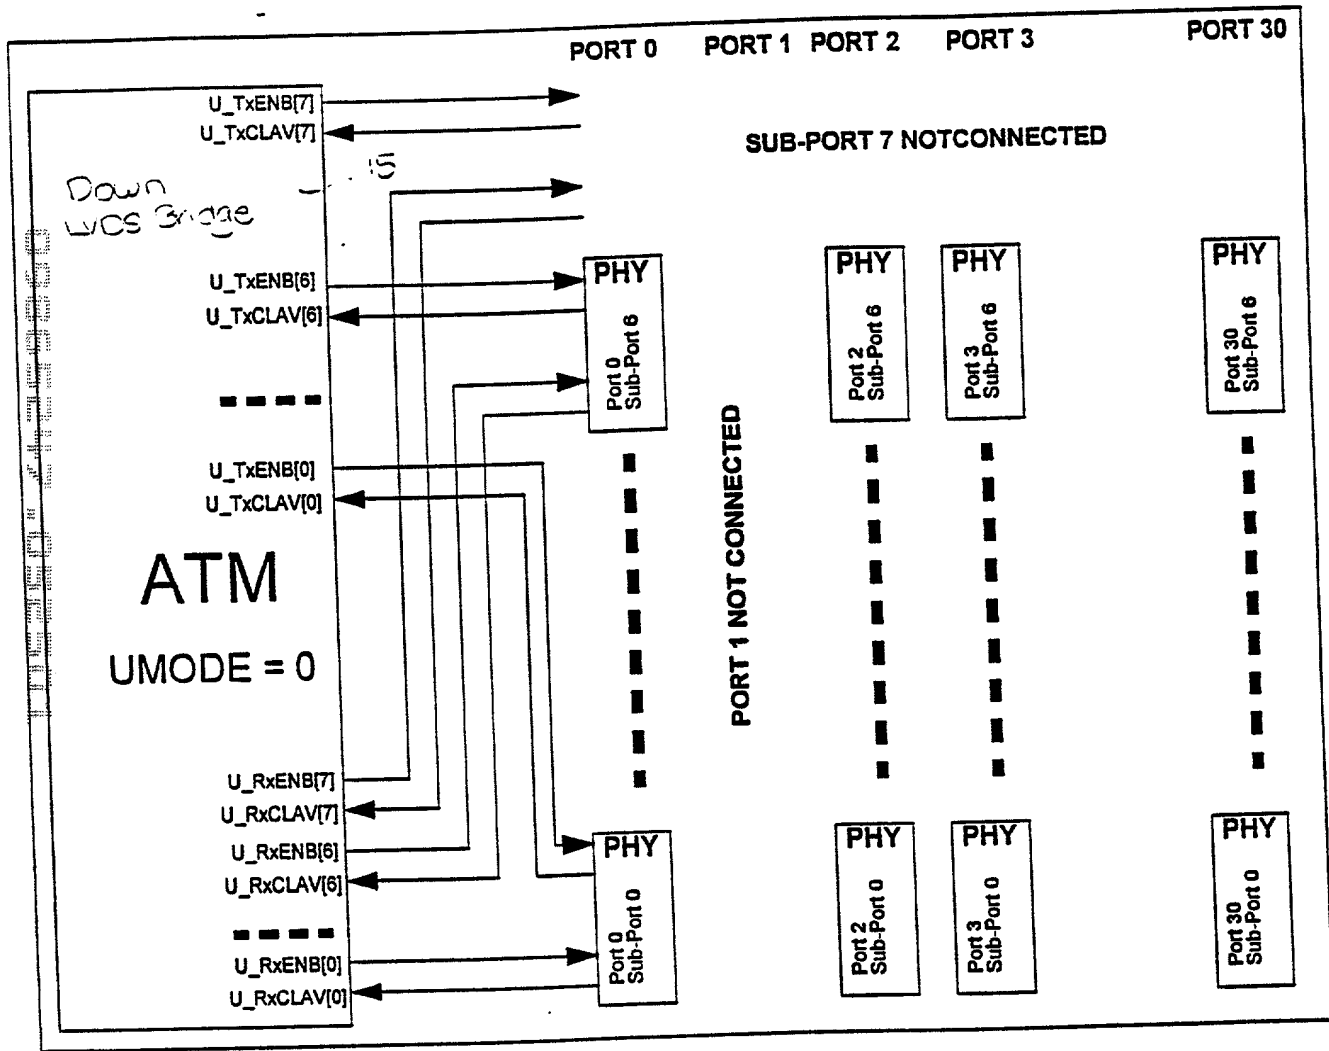 PORT 0 PORT 1 PORT 2 PORT 3 PORT 30
U_TxENB[7]
U_TxCLAV[7]
SUB-PORT 7 NOTCONNECTED
15
Down
LVDS Bridge
U_TxENB[6]
U_TxCLAV[6]
PHY
Port 0
Sub-Port 6
PHY
Port 2
Sub-Port 6
PHY
Port 3
Sub-Port 6
PHY
Port 30
Sub-Port 6
U_TxENB[0]
U_TxCLAV[0]
PORT 1 NOT CONNECTED
ATM
UMODE = 0
U_RxENB[7]
U_RxCLAV[7]
U_RxENB[6]
U_RxCLAV[6]
U_RxENB[0]
U_RxCLAV[0]
PHY
Port 0
Sub-Port 0
PHY
Port 2
Sub-Port 0
PHY
Port 3
Sub-Port 0
PHY
Port 30
Sub-Port 0